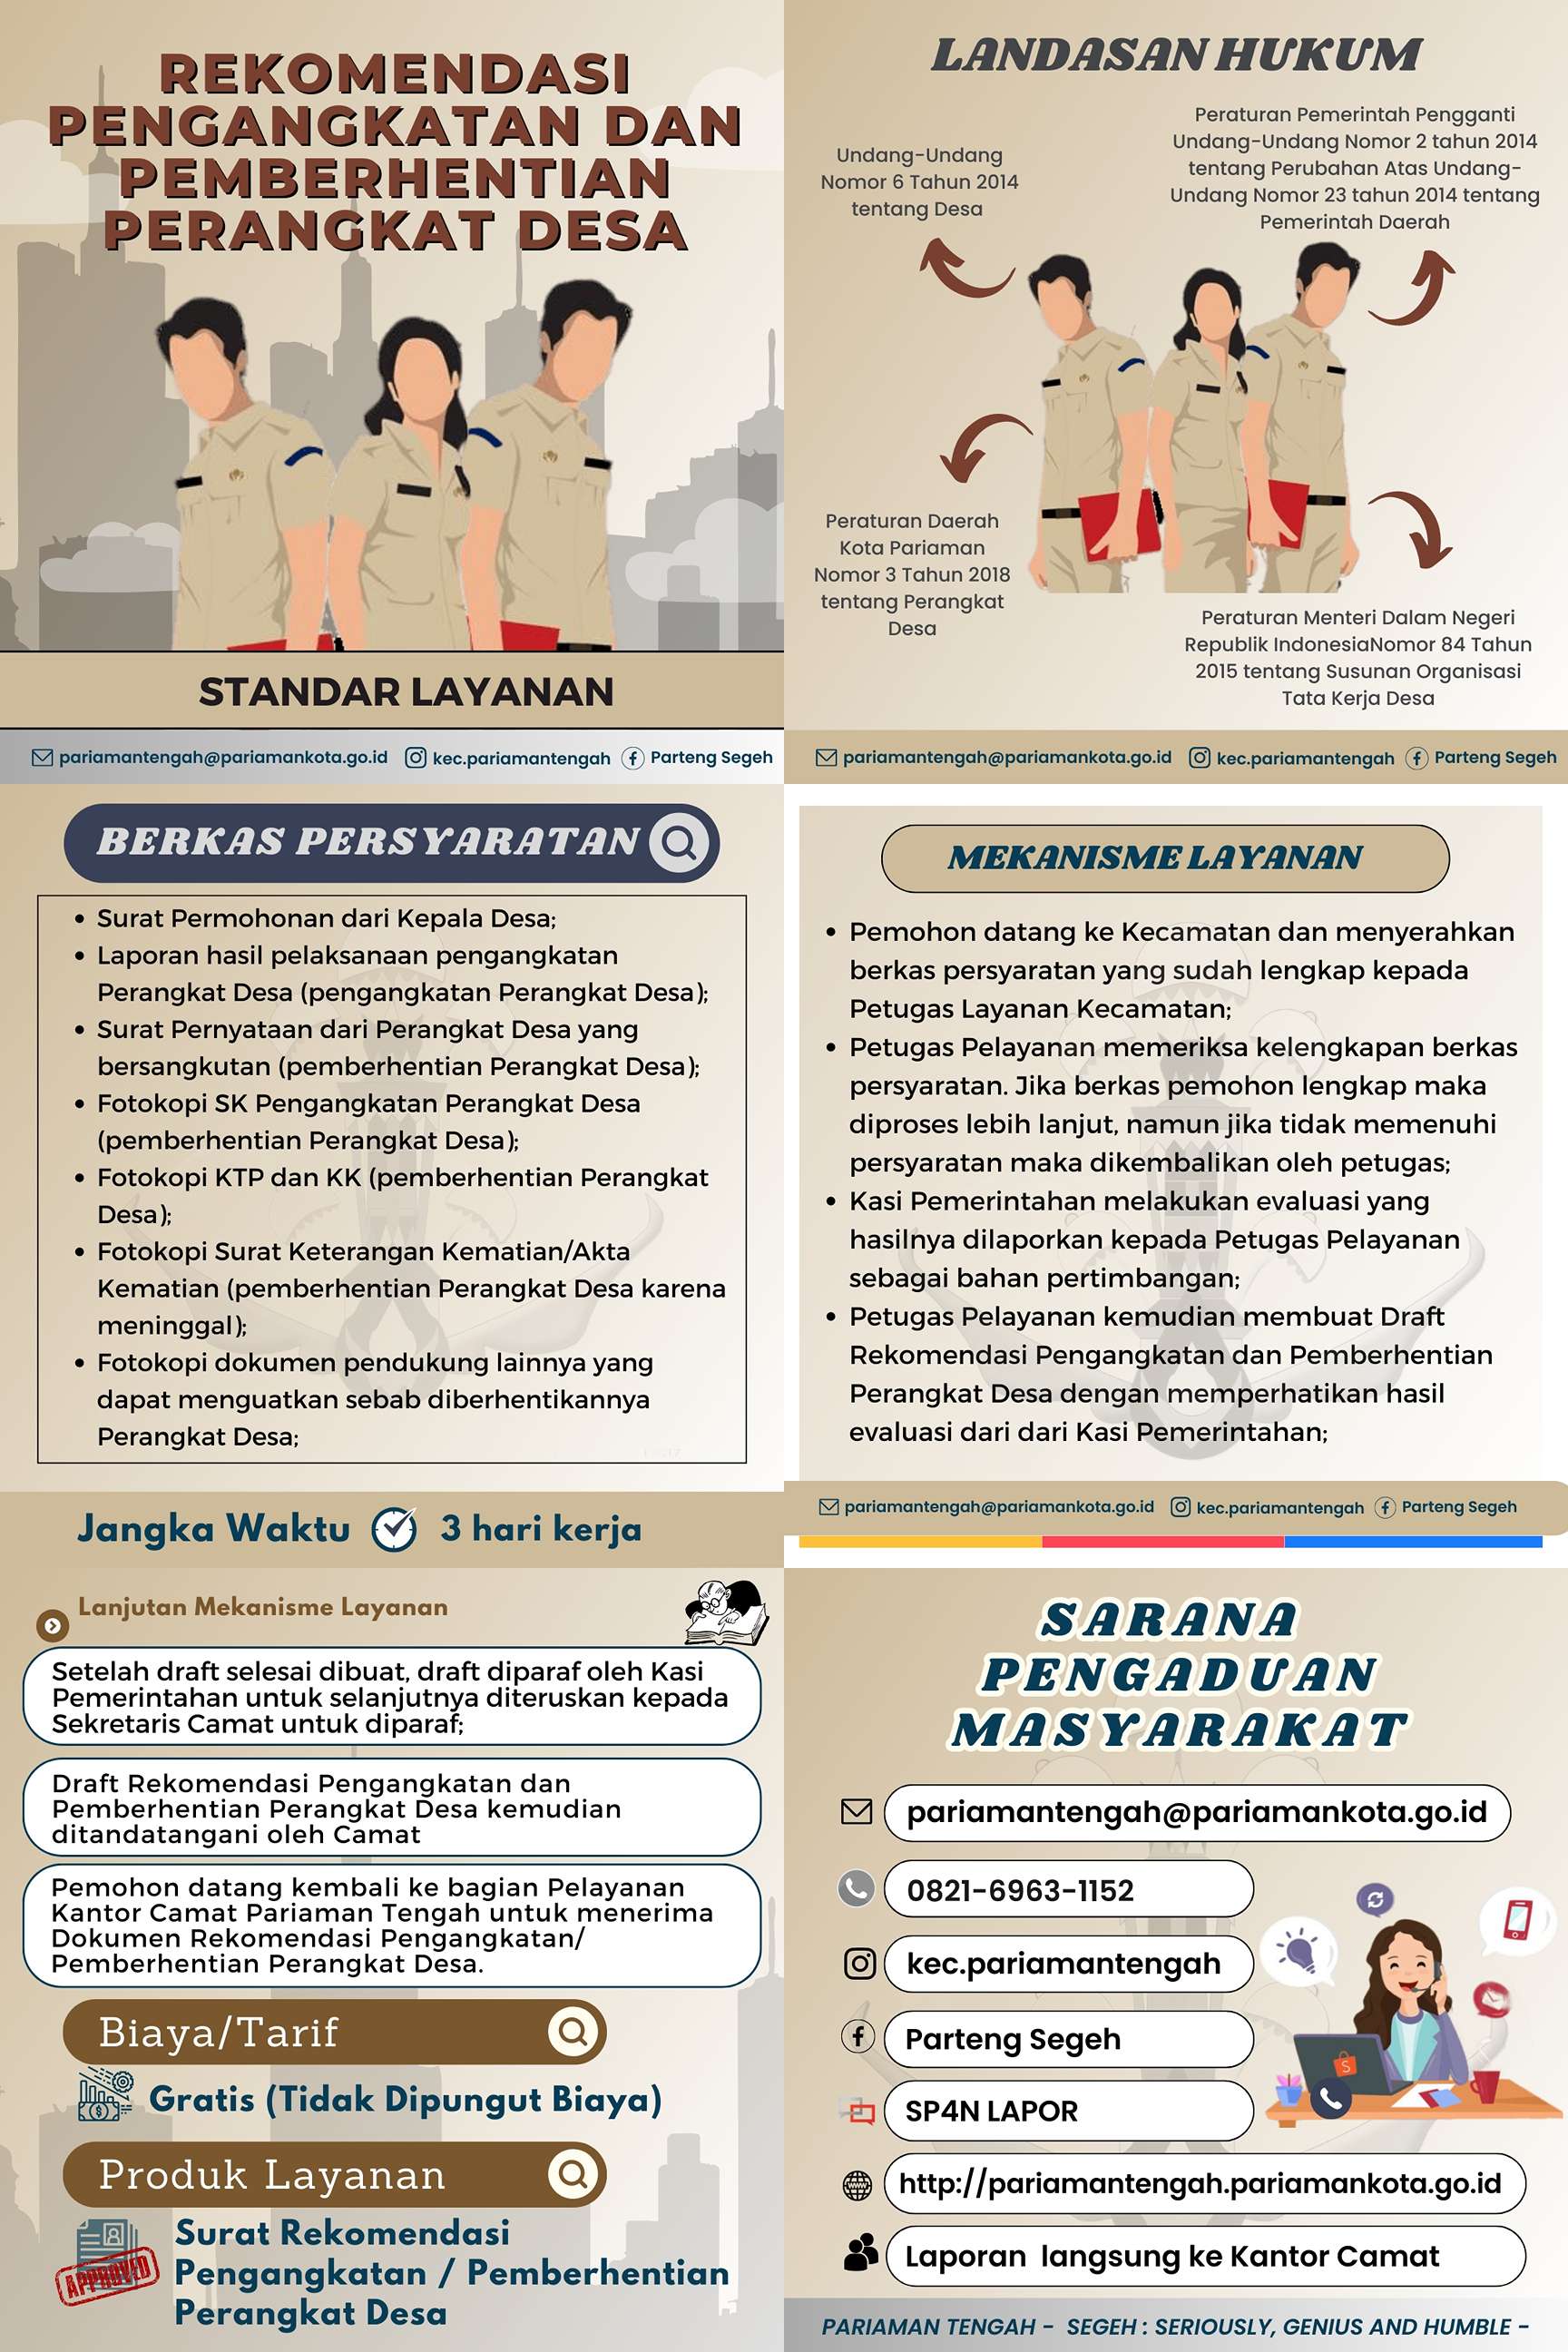 REKOMENDASI
PENGANGKATAN DAN
PEMBERHENTIAN
PERANGKAT DESA
STANDAR LAYANAN
pariamantengah@pariamankota.go.id kec.pariamantengah Parteng Segeh
LANDASAN HUKUM
Undang-Undang
Nomor 6 Tahun 2014
tentang Desa
Peraturan Pemerintah Pengganti
Undang-Undang Nomor 2 tahun 2014
tentang Perubahan Atas Undang-
Undang Nomor 23 tahun 2014 tentang
Pemerintah Daerah
Peraturan Daerah
Kota Pariaman
Nomor 3 Tahun 2018
tentang Perangkat
Desa
Peraturan Menteri Dalam Negeri
Republik IndonesiaNomor 84 Tahun
2015 tentang Susunan Organisasi
Tata Kerja Desa
pariamantengah@pariamankota.go.id kec.pariamantengah Parteng Segeh
BERKAS PERSYARATAN
• Surat Permohonan dari Kepala Desa;
• Laporan hasil pelaksanaan pengangkatan
Perangkat Desa (pengangkatan Perangkat Desa);
• Surat Pernyataan dari Perangkat Desa yang
bersangkutan (pemberhentian Perangkat Desa);
• Fotokopi SK Pengangkatan Perangkat Desa
(pemberhentian Perangkat Desa);
• Fotokopi KTP dan KK (pemberhentian Perangkat
Desa);
• Fotokopi Surat Keterangan Kematian/Akta
Kematian (pemberhentian Perangkat Desa karena
meninggal);
• Fotokopi dokumen pendukung lainnya yang
dapat menguatkan sebab diberhentikannya
Perangkat Desa;
Jangka Waktu 3 hari kerja
MEKANISME LAYANAN
• Pemohon datang ke Kecamatan dan menyerahkan
berkas persyaratan yang sudah lengkap kepada
Petugas Layanan Kecamatan;
• Petugas Pelayanan memeriksa kelengkapan berkas
persyaratan. Jika berkas pemohon lengkap maka
diproses lebih lanjut, namun jika tidak memenuhi
persyaratan maka dikembalikan oleh petugas;
• Kasi Pemerintahan melakukan evaluasi yang
hasilnya dilaporkan kepada Petugas Pelayanan
sebagai bahan pertimbangan;
• Petugas Pelayanan kemudian membuat Draft
Rekomendasi Pengangkatan dan Pemberhentian
Perangkat Desa dengan memperhatikan hasil
evaluasi dari dari Kasi Pemerintahan;
pariamantengah@pariamankota.go.id kec.pariamantengah Parteng Segeh
Lanjutan Mekanisme Layanan
Setelah draft selesai dibuat, draft diparaf oleh Kasi
Pemerintahan untuk selanjutnya diteruskan kepada
Sekretaris Camat untuk diparaf;
Draft Rekomendasi Pengangkatan dan
Pemberhentian Perangkat Desa kemudian
ditandatangani oleh Camat
Pemohon datang kembali ke bagian Pelayanan
Kantor Camat Pariaman Tengah untuk menerima
Dokumen Rekomendasi Pengangkatan/
Pemberhentian Perangkat Desa.
Biaya/Tarif
Gratis (Tidak Dipungut Biaya)
Produk Layanan
APPROVED
Surat Rekomendasi
Pengangkatan / Pemberhentian
Perangkat Desa
SARANA
PENGADUAN
MASYARAKAT
pariamantengah@pariamankota.go.id
0821-6963-1152
kec.pariamantengah
Parteng Segeh
SP4N LAPOR
http://pariamantengah.pariamankota.go.id
Laporan langsung ke Kantor Camat
PARIAMAN TENGAH - SEGEH : SERIOUSLY, GENIUS AND HUMBLE -